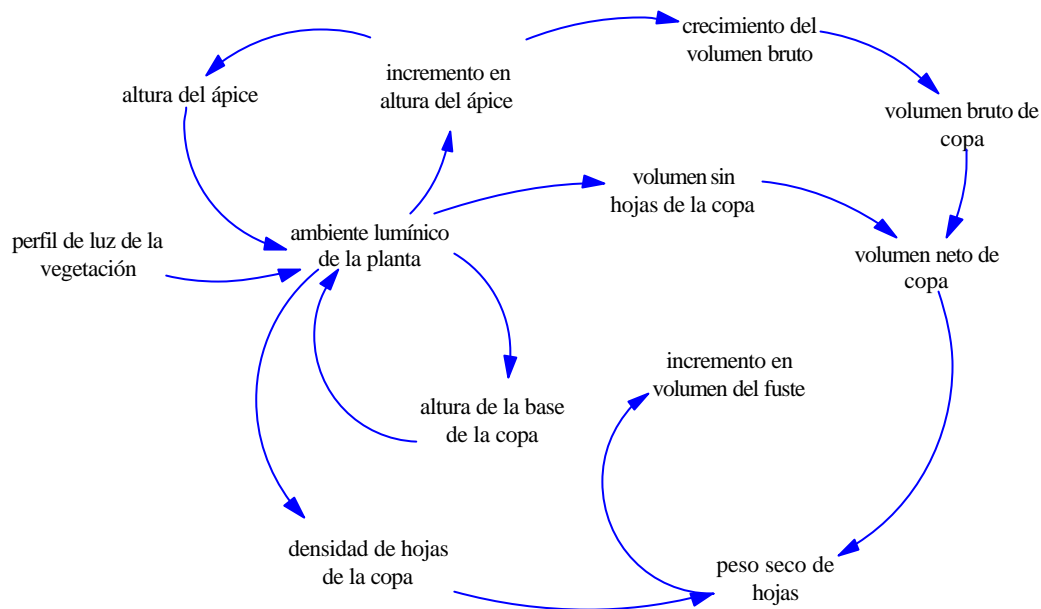 crecimiento del
volumen bruto
incremento en
altura del ápice
altura del ápice
volumen bruto de
copa
volumen sin
hojas de la copa
perfil de luz de la
vegetación
ambiente lumínico
de la planta
volumen neto de
copa
incremento en
volumen del fuste
altura de la base
de la copa
densidad de hojas
de la copa
peso seco de
hojas